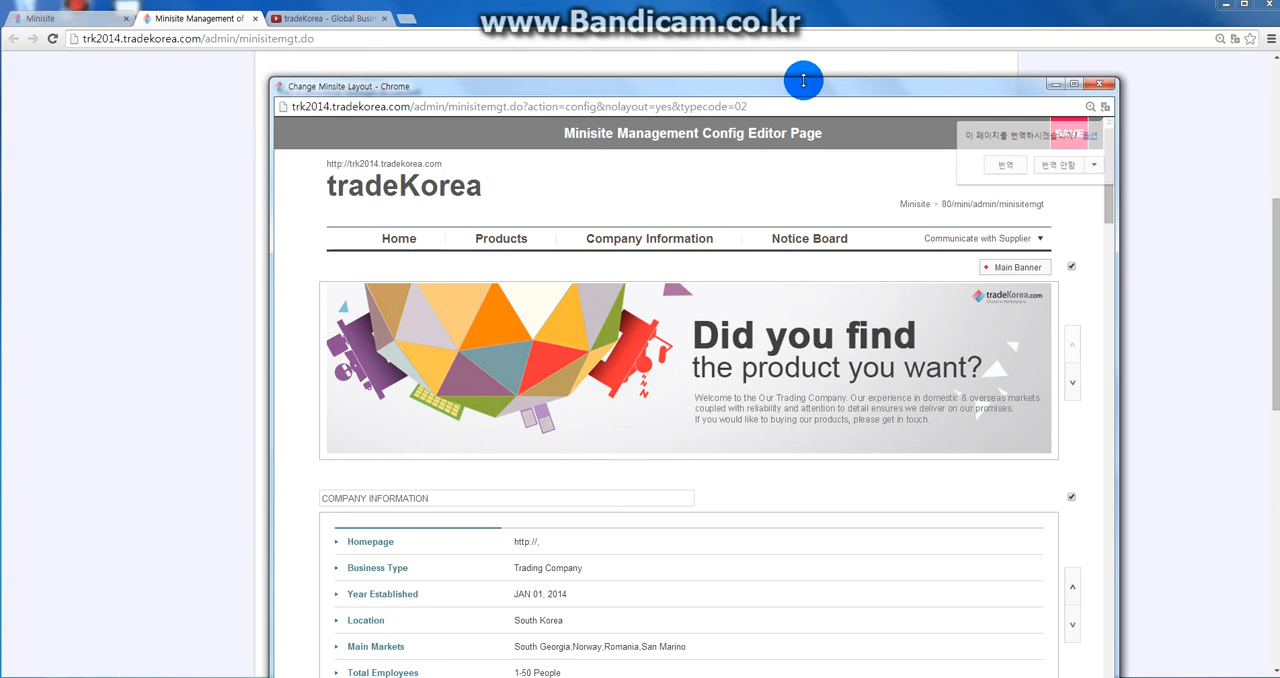 Minisite
Minisite Management of
tradeKorea - Global Busin
www.Bandicam.co.kr
trk2014.tradekorea.com/admin/minisitemgt.do
Change Minsite Layout - Chrome
trk2014.tradekorea.com/admin/minisitemgt.do?action=config&nolayout=yes&typecode=02
Minisite Management Config Editor Page
SAVE
이 페이지를 번역하시겠습니까? 옵션
번역
번역 안함
http://trk2014.tradekorea.com
tradeKorea
Minisite > 80/mini/admin/minisitemgt
Home
Products
Company Information
Notice Board
Communicate with Supplier
Main Banner
tradeKorea.com
Did you find
the product you want?
Welcome to the Our Trading Company. Our experience in domestic & overseas markets
coupled with reliability and attention to detail ensures we deliver on our promises.
If you would like to buying our products, please get in touch.
COMPANY INFORMATION
Homepage http://,
Business Type Trading Company
Year Established JAN 01, 2014
Location South Korea
Main Markets South Georgia,Norway,Romania,San Marino
Total Employees 1-50 People